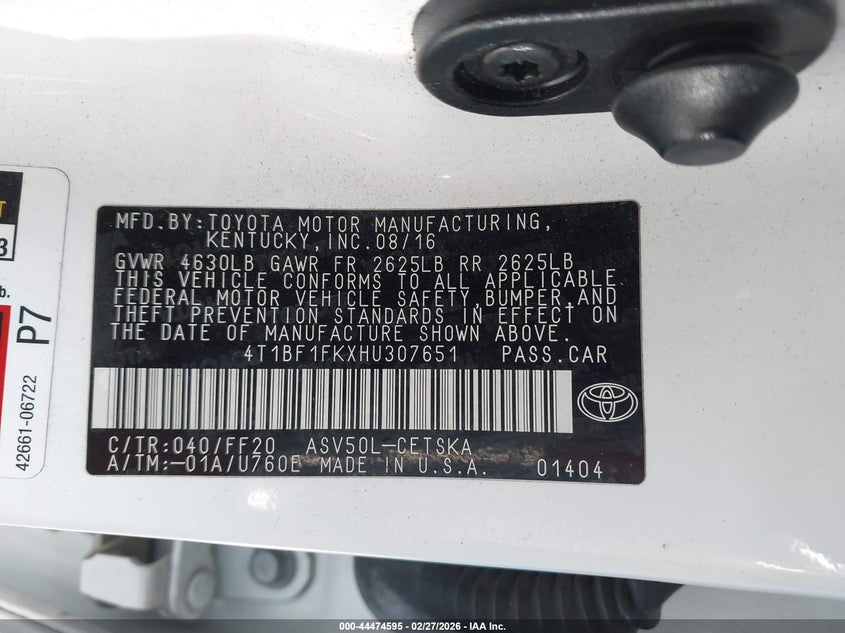 MFD.BY:TOYOTA MOTOR MANUFACTURING,
KENTUCKY,INC.08/16
GVWR 4630LB GAWR FR 2625LB RR 2625LB
THIS VEHICLE CONFORMS TO ALL APPLICABLE
FEDERAL MOTOR VEHICLE SAFETY,BUMPER,AND
THEFT PREVENTION STANDARDS IN EFFECT ON
THE DATE OF MANUFACTURE SHOWN ABOVE.
4T1BF1FKXHU307651 PASS.CAR
C/TR:040/FF20 ASV50L-CETSKA
A/TM:-01A/U760E MADE IN U.S.A. 01404
3
b.
P7
42661-06722
000-44474595 - 02/27/2026 - IAA Inc.